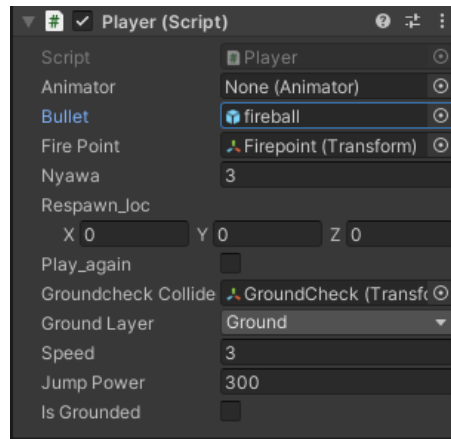 # Player (Script)
Script Player
Animator None (Animator)
Bullet fireball
Fire Point Firepoint (Transform)
Nyawa 3
Respawn_loc
X 0 Y 0 Z 0
Play_again
Groundcheck Collide GroundCheck (Transfo
Ground Layer Ground
Speed 3
Jump Power 300
Is Grounded